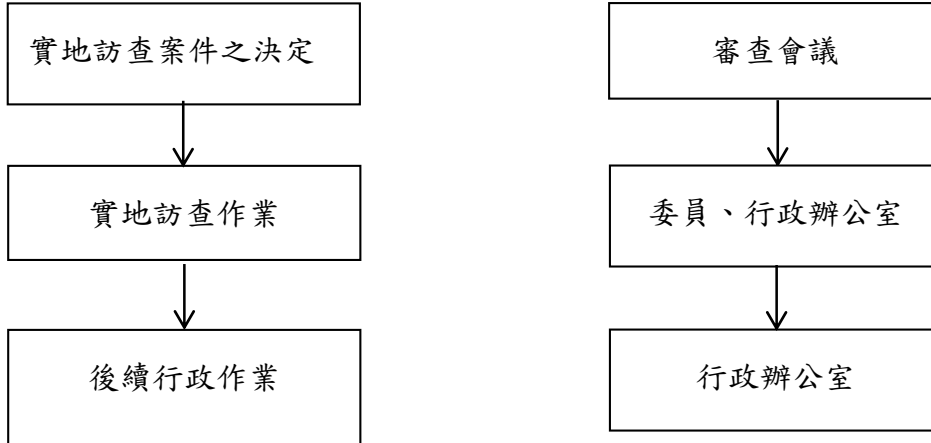 實地訪查案件之決定
審查會議
實地訪查作業
委員、行政辦公室
後續行政作業
行政辦公室